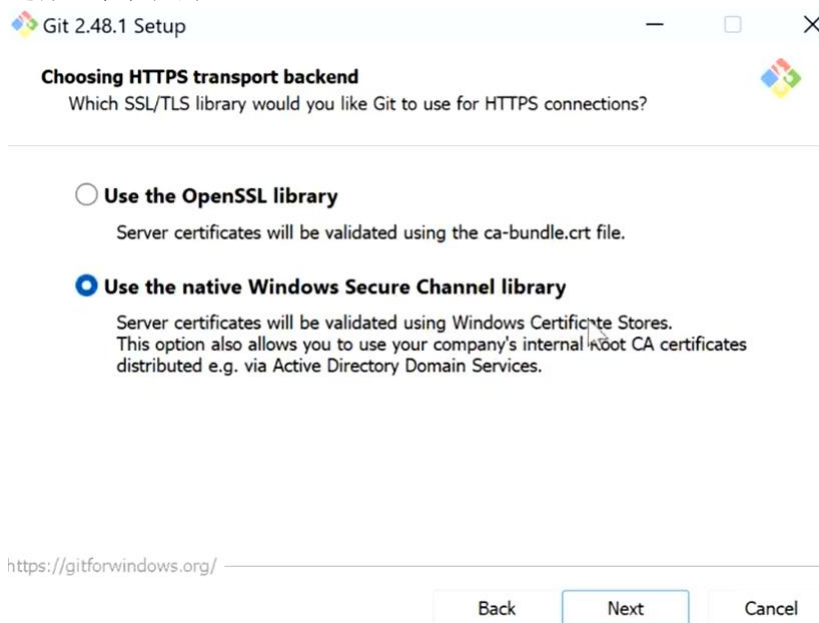 Git 2.48.1 Setup
Choosing HTTPS transport backend
Which SSL/TLS library would you like Git to use for HTTPS connections?
Use the OpenSSL library
Server certificates will be validated using the ca-bundle.crt file.
Use the native Windows Secure Channel library
Server certificates will be validated using Windows Certificate Stores.
This option also allows you to use your company's internal root CA certificates
distributed e.g. via Active Directory Domain Services.
https://gitforwindows.org/
Back Next Cancel